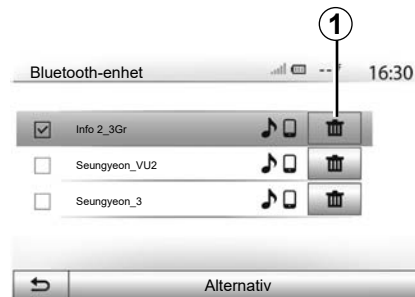 1
Bluetooth-enhet -- ° 16:30
Info 2_3Gr
Seungyeon_VU2
Seungyeon_3
Alternativ